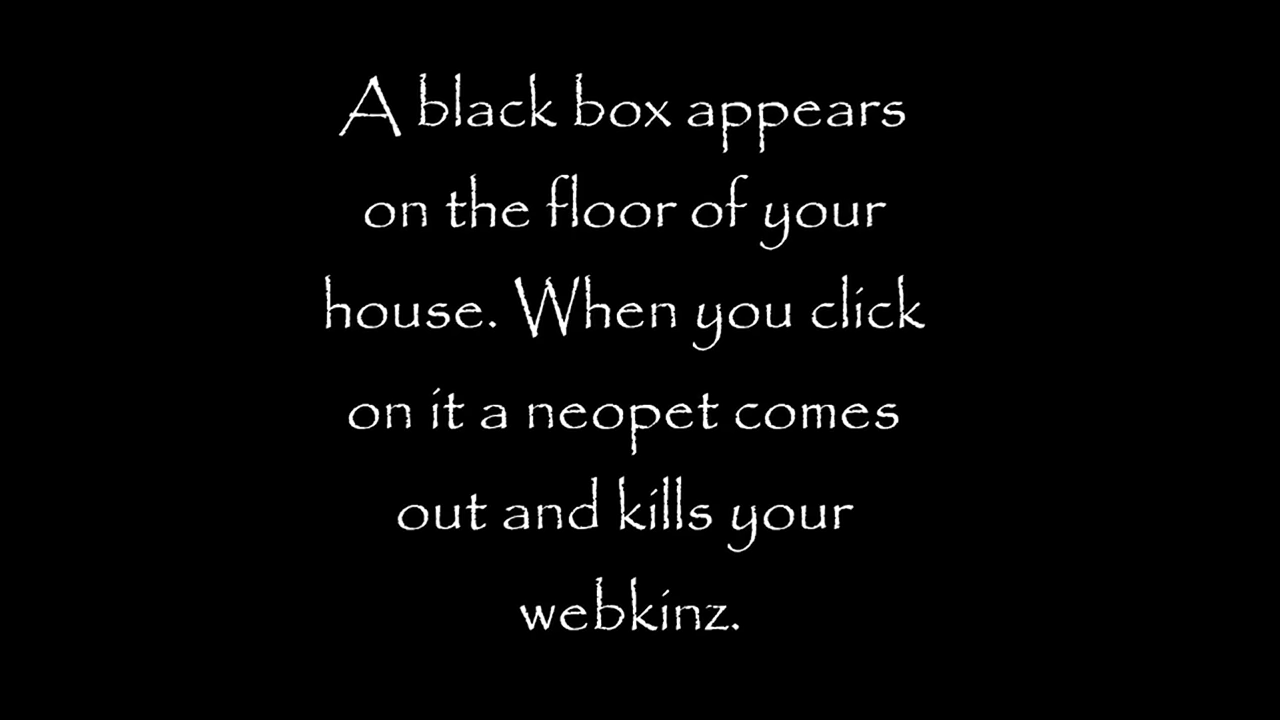 A black box appears
on the floor of your
house. When you click
on it a neopet comes
out and kills your
webkinz.